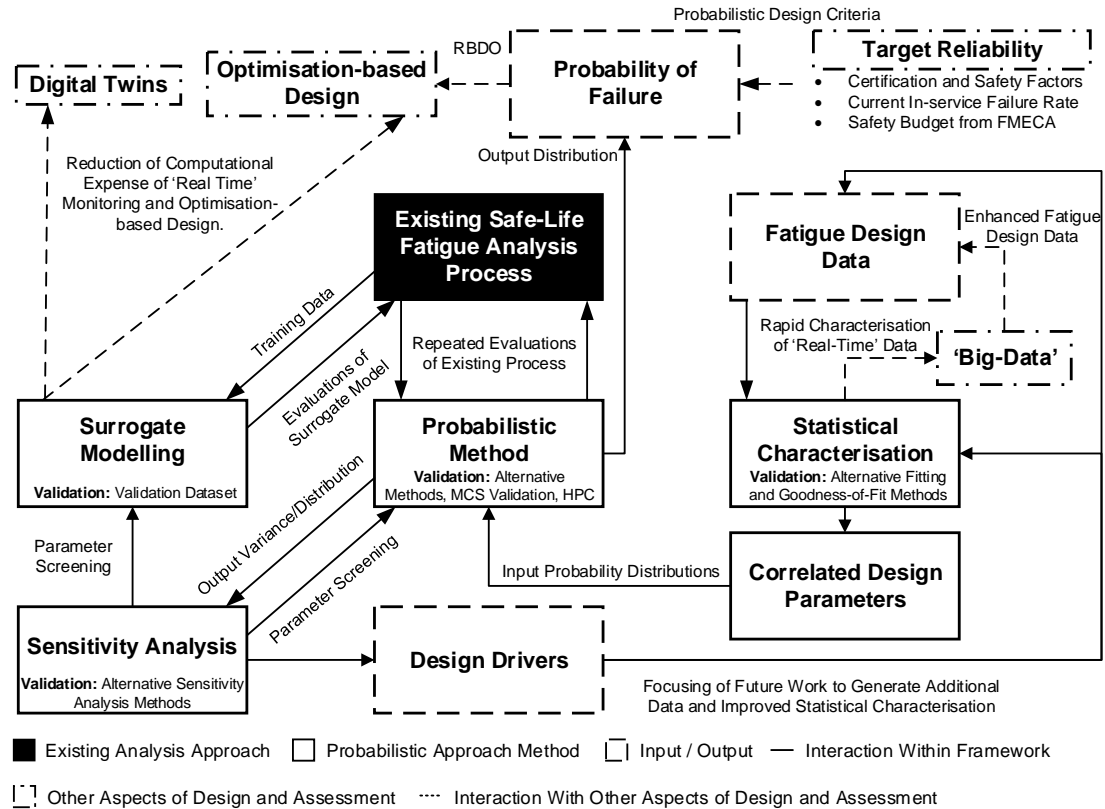 Probabilistic Design Criteria
Digital Twins
Optimisation-based
Design
RBDO
Probability of
Failure
Target Reliability
• Certification and Safety Factors
• Current In-service Failure Rate
• Safety Budget from FMECA
Output Distribution
Reduction of Computational
Expense of ‘Real Time’
Monitoring and Optimisation-
based Design.
Existing Safe-Life
Fatigue Analysis
Process
Fatigue Design
Data
Enhanced Fatigue
Design Data
Training Data
Evaluations of
Surrogate Model
Repeated Evaluations
of Existing Process
Rapid Characterisation
of ‘Real-Time’ Data
‘Big-Data’
Surrogate
Modelling
Validation: Validation Dataset
Probabilistic
Method
Validation: Alternative
Methods, MCS Validation, HPC
Statistical
Characterisation
Validation: Alternative Fitting
and Goodness-of-Fit Methods
Parameter
Screening
Output Variance/Distribution
Parameter Screening
Input Probability Distributions
Correlated Design
Parameters
Sensitivity Analysis
Validation: Alternative Sensitivity
Analysis Methods
Design Drivers
Focusing of Future Work to Generate Additional
Data and Improved Statistical Characterisation
Existing Analysis Approach
Probabilistic Approach Method
Input / Output
Interaction Within Framework
Other Aspects of Design and Assessment
Interaction With Other Aspects of Design and Assessment